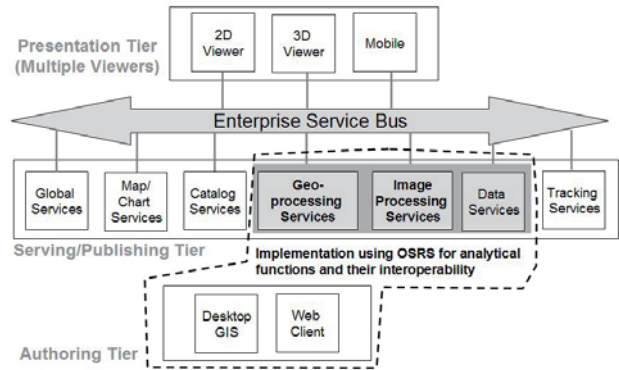 Presentation Tier
(Multiple Viewers)
2D
Viewer
3D
Viewer
Mobile
Enterprise Service Bus
Global
Services
Map/
Chart
Services
Catalog
Services
Geo-
processing
Services
Image
Processing
Services
Data
Services
Tracking
Services
Serving/Publishing Tier
Implementation using OSRS for analytical
functions and their interoperability
Desktop
GIS
Web
Client
Authoring Tier